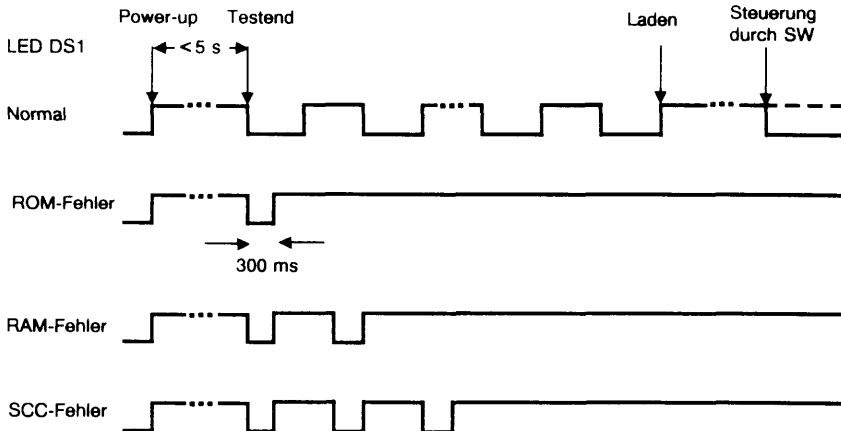 Power-up
Testend
Laden
Steuerung
durch SW
LED DS1
< 5 s
Normal
ROM-Fehler
300 ms
RAM-Fehler
SCC-Fehler